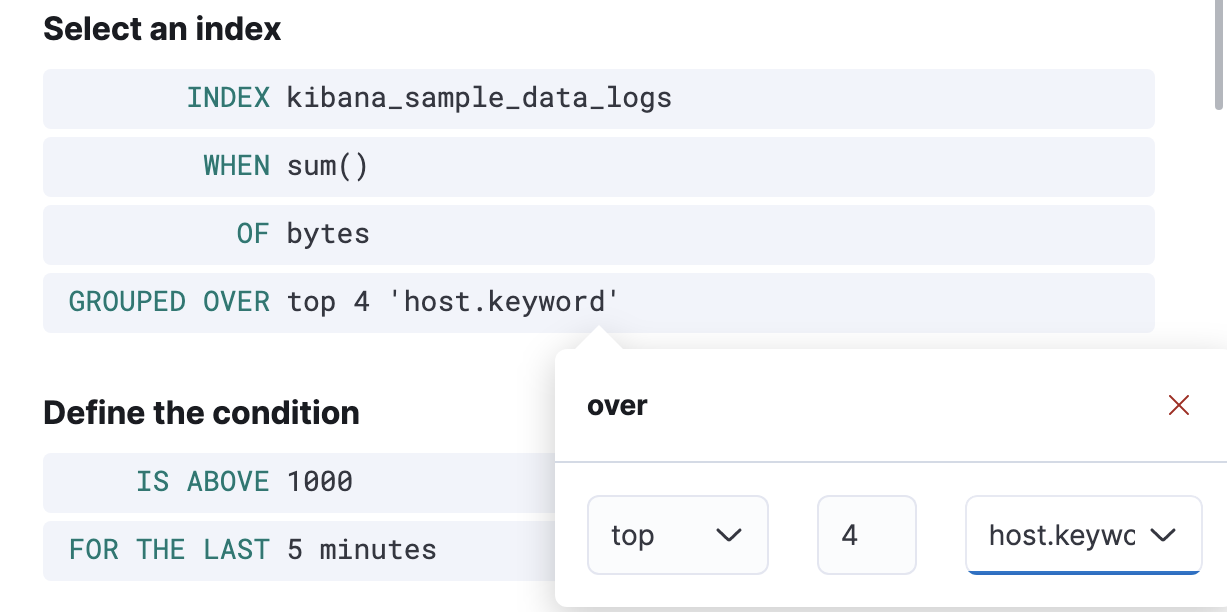 Select an index
INDEX kibana_sample_data_logs
WHEN sum()
OF bytes
GROUPED OVER top 4 'host.keyword'
over
Define the condition
IS ABOVE 1000
top 4 host.keywo
FOR THE LAST 5 minutes